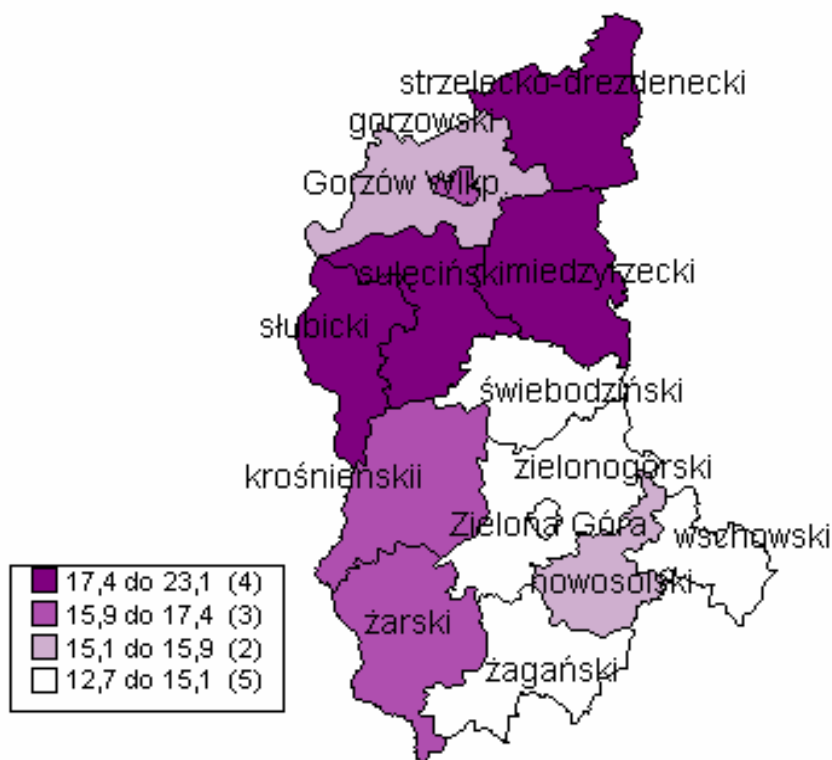 strzelecko-drezdenecki
gorzowski
Gorzów Wlkp.
sulęciński
miedzyrzecki
słubicki
świebodziński
zielonogórski
krośnieńskii
Zielona Góra
wschowski
nowosolski
żarski
żagański
17,4 do 23,1 (4)
15,9 do 17,4 (3)
15,1 do 15,9 (2)
12,7 do 15,1 (5)